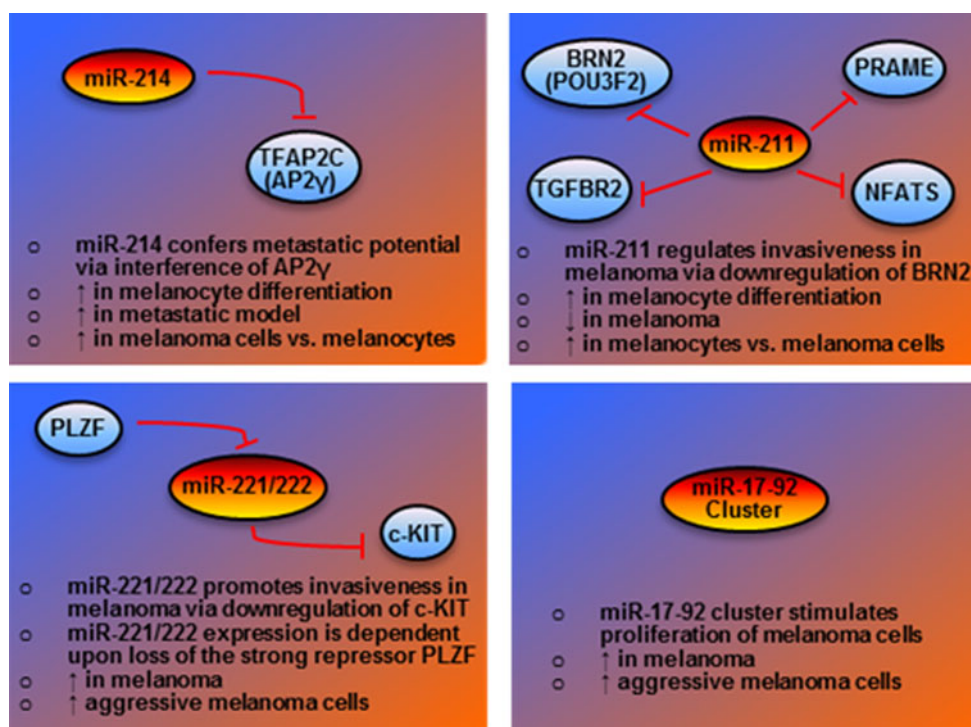 miR-214
TFAP2C
(AP2γ)
o miR-214 confers metastatic potential
via interference of AP2γ
o ↑ in melanocyte differentiation
o ↑ in metastatic model
o ↑ in melanoma cells vs. melanocytes
BRN2
(POU3F2)
PRAME
miR-211
TGFBR2
NFATS
o miR-211 regulates invasiveness in
melanoma via downregulation of BRN2
o ↑ in melanocyte differentiation
o ↓ in melanoma
o ↑ in melanocytes vs. melanoma cells
PLZF
miR-221/222
c-KIT
o miR-221/222 promotes invasiveness in
melanoma via downregulation of c-KIT
o miR-221/222 expression is dependent
upon loss of the strong repressor PLZF
o ↑ in melanoma
o ↑ aggressive melanoma cells
miR-17-92
Cluster
o miR-17-92 cluster stimulates
proliferation of melanoma cells
o ↑ in melanoma
o ↑ aggressive melanoma cells